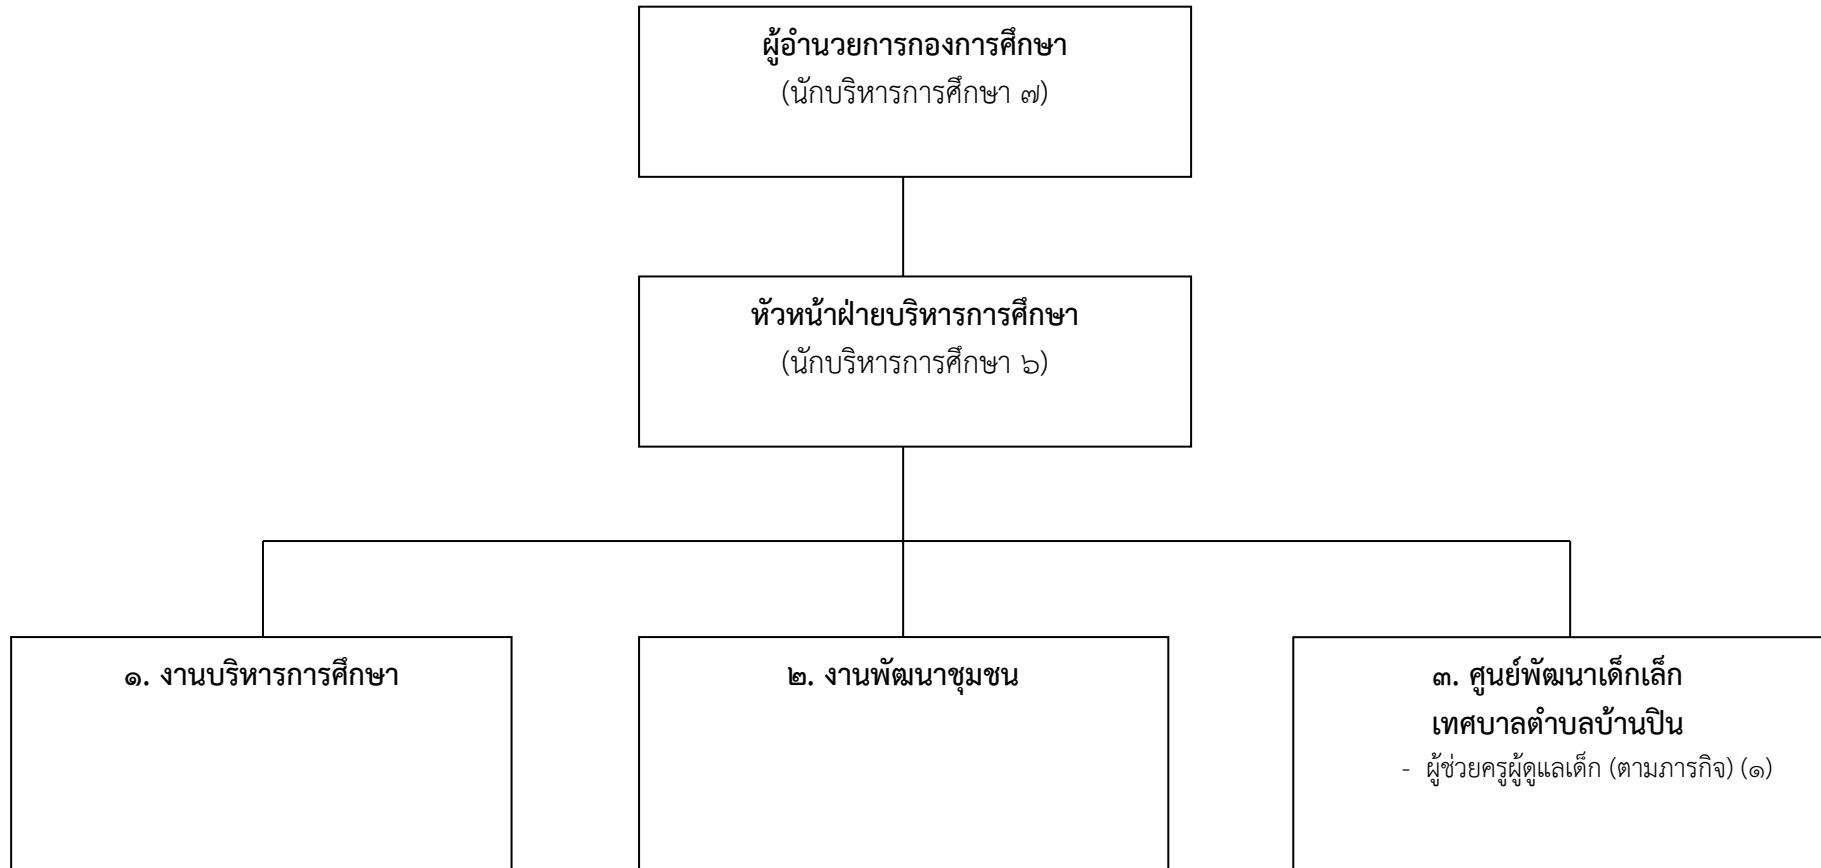 ผู้อำนวยการกองการศึกษา
(นักบริหารการศึกษา ๗)
หัวหน้าฝ่ายบริหารการศึกษา
(นักบริหารการศึกษา ๖)
๑. งานบริหารการศึกษา
๒. งานพัฒนาชุมชน
๓. ศูนย์พัฒนาเด็กเล็ก
เทศบาลตำบลบ้านปิน
- ผู้ช่วยครูผู้ดูแลเด็ก (ตามภารกิจ) (๑)